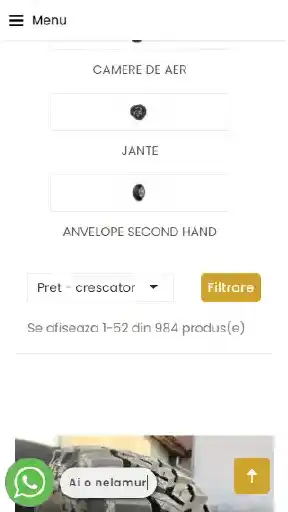 Menu
CAMERE DE AER
JANTE
ANVELOPE SECOND HAND
Pret - crescator
Filtrare
Se afiseaza 1-52 din 984 produs(e)
Ai o nelamur